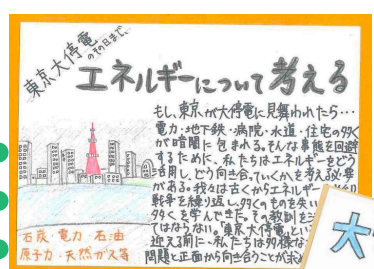 東京大停電
のその日まで、
エネルギーについて考える
もし、東京が大停電に見舞われたら…
電力・地下鉄・病院・水道・住宅の多く
が暗闇に包まれる。そんな事態を回避
するために、私たちはエネルギーをどう
活用し、どう向き合っていくか、を考える必要
がある。我々は古くからエネルギー
戦争を繰り返し、多くのものを失い
多くを学んできた。その教訓を
てはならない。「東京大停電」とい
迎える前に、私たちは多様な
問題と正面から向き合うことが求め
石炭・電力・石油
原子力・天然ガス等
大